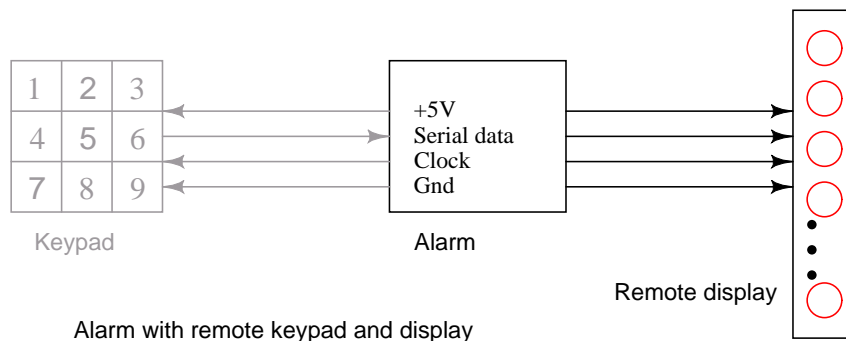 1 2 3
4 5 6
7 8 9
Keypad
+5V
Serial data
Clock
Gnd
Alarm
Remote display
Alarm with remote keypad and display